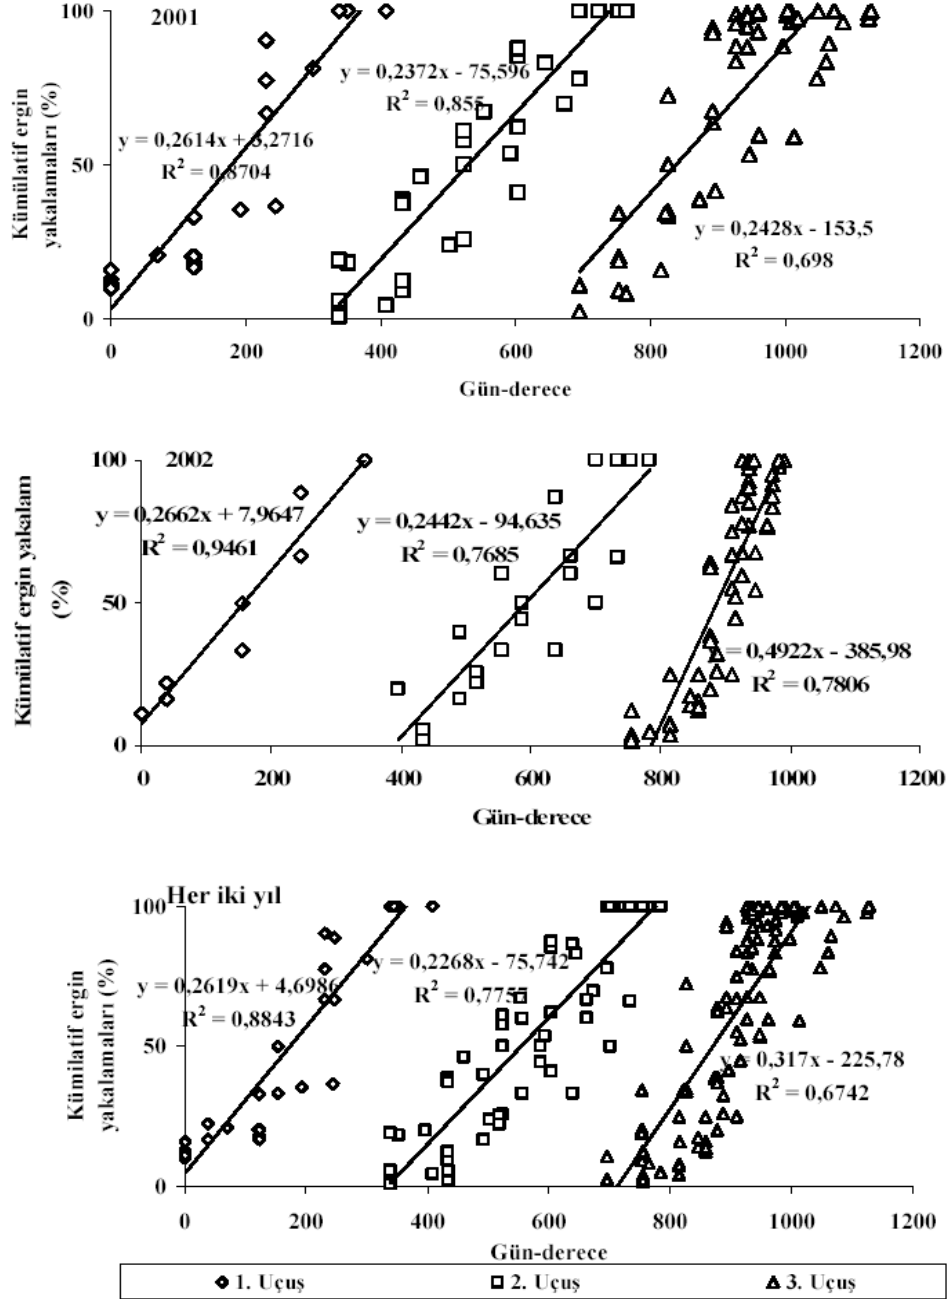 2001
Kümülatif ergin
yakalamaları (%)
100
50
0
y = 0,2614x + 3,2716
R² = 0,8704
y = 0,2372x - 75,596
R² = 0,855
y = 0,2428x - 153,5
R² = 0,698
0 200 400 600 800 1000 1200
Gün-derece
2002
Kümülatif ergin yakalam
(%)
100
50
0
y = 0,2662x + 7,9647
R² = 0,9461
y = 0,2442x - 94,635
R² = 0,7685
= 0,4922x - 385,98
R² = 0,7806
0 200 400 600 800 1000 1200
Gün-derece
Her iki yıl
Kümilatif ergin
yakalamaları (%)
100
50
0
y = 0,2619x + 4,6986
R² = 0,8843
y = 0,2268x - 75,742
R² = 0,7757
y = 0,317x - 225,78
R² = 0,6742
0 200 400 600 800 1000 1200
Gün-derece
1. Uçuş 2. Uçuş 3. Uçuş